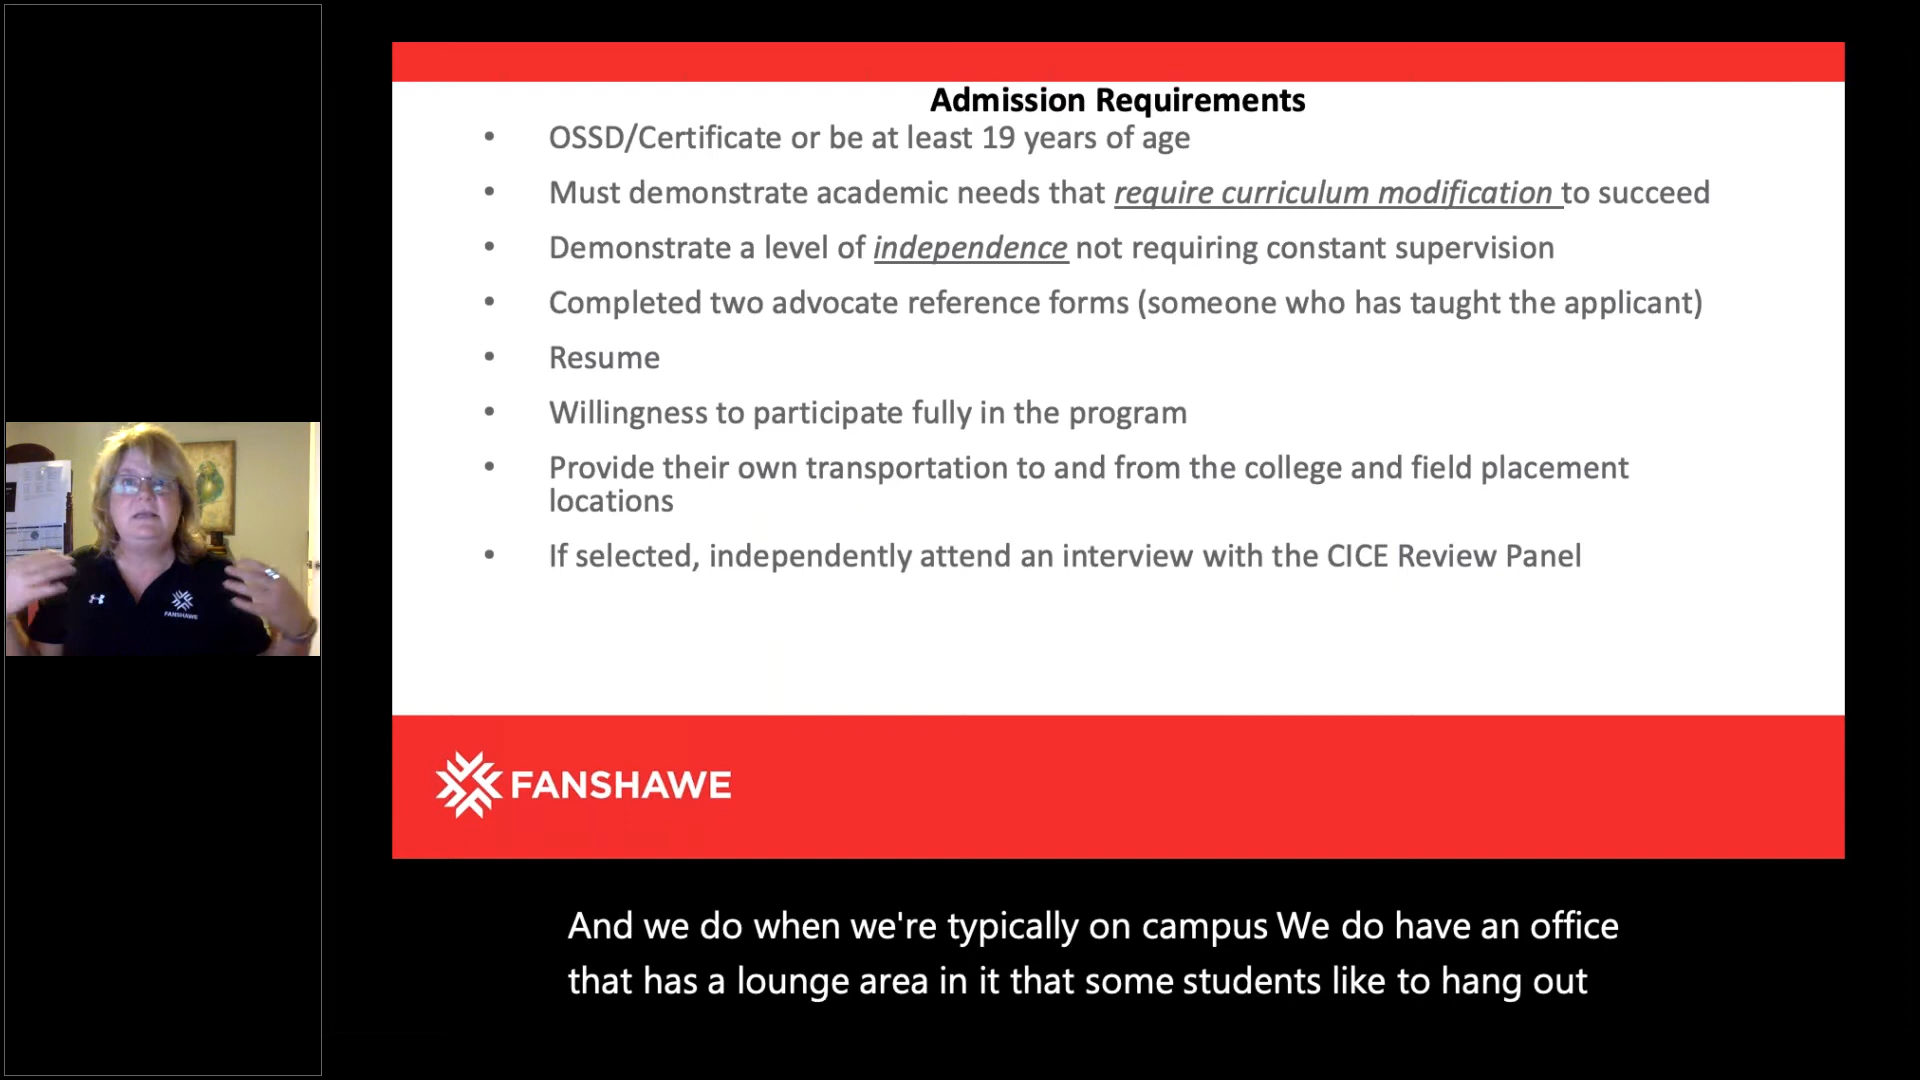 Admission Requirements
• OSSD/Certificate or be at least 19 years of age
• Must demonstrate academic needs that require curriculum modification to succeed
• Demonstrate a level of independence not requiring constant supervision
• Completed two advocate reference forms (someone who has taught the applicant)
• Resume
• Willingness to participate fully in the program
• Provide their own transportation to and from the college and field placement
locations
• If selected, independently attend an interview with the CICE Review Panel
FANSHAWE
FANSHAWE
And we do when we're typically on campus We do have an office
that has a lounge area in it that some students like to hang out